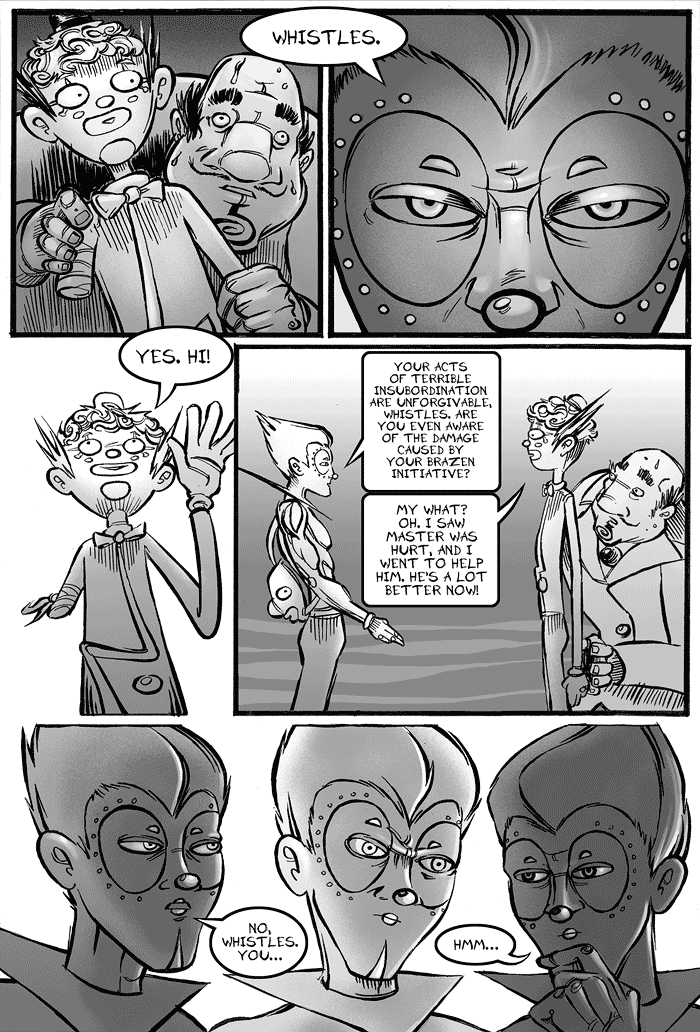 WHISTLES.
YES. HI!
YOUR ACTS
OF TERRIBLE
INSUBORDINATION
ARE UNFORGIVABLE,
WHISTLES. ARE
YOU EVEN AWARE
OF THE DAMAGE
CAUSED BY
YOUR BRAZEN
INITIATIVE?
MY WHAT?
OH. I SAW
MASTER WAS
HURT, AND I
WENT TO HELP
HIM. HE'S A LOT
BETTER NOW!
NO,
WHISTLES.
YOU...
HMM...